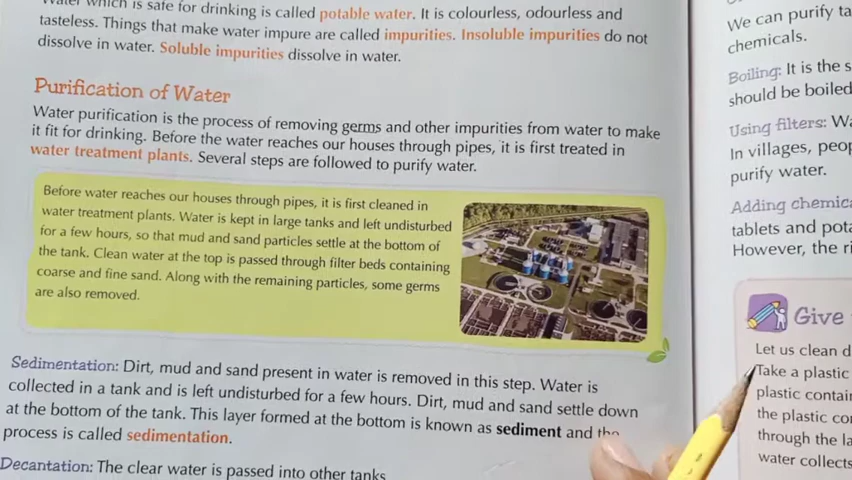 Water which is safe for drinking is called potable water. It is colourless, odourless and
tasteless. Things that make water impure are called impurities. Insoluble impurities do not
dissolve in water. Soluble impurities dissolve in water.
Purification of Water
Water purification is the process of removing germs and other impurities from water to make
it fit for drinking. Before the water reaches our houses through pipes, it is first treated in
water treatment plants. Several steps are followed to purify water.
Before water reaches our houses through pipes, it is first cleaned in
water treatment plants. Water is kept in large tanks and left undisturbed
for a few hours, so that mud and sand particles settle at the bottom of
the tank. Clean water at the top is passed through filter beds containing
coarse and fine sand. Along with the remaining particles, some germs
are also removed.
Sedimentation: Dirt, mud and sand present in water is removed in this step. Water is
collected in a tank and is left undisturbed for a few hours. Dirt, mud and sand settle down
at the bottom of the tank. This layer formed at the bottom is known as sediment and the
process is called sedimentation.
Decantation: The clear water is passed into other tanks
We can purify
chemicals.
Boiling: It is the
should be boiled
Using filters:
In villages,
purify water.
Adding
tablets and
However, the
Give
Let us clean
Take a plastic
plastic
the plastic
through the
water collects